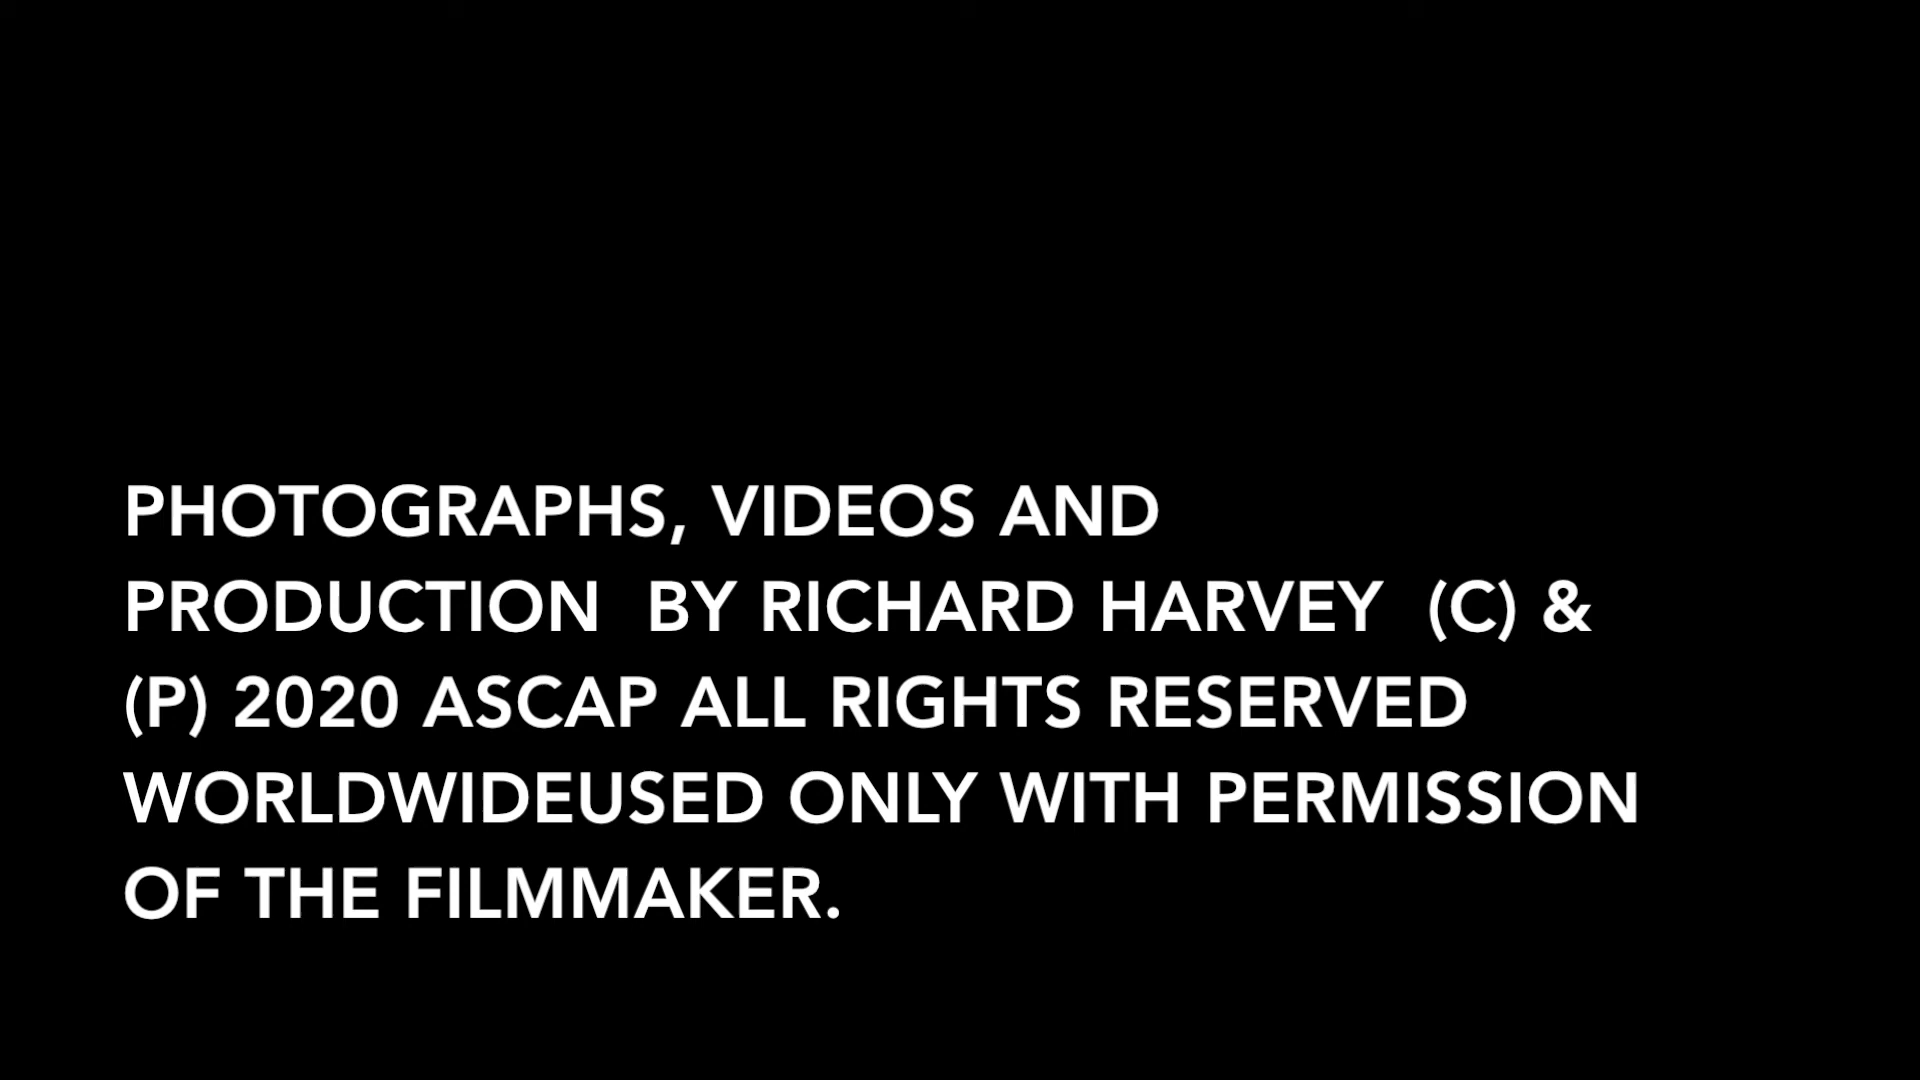 PHOTOGRAPHS, VIDEOS AND
PRODUCTION  BY RICHARD HARVEY  (C) &
(P) 2020 ASCAP ALL RIGHTS RESERVED
WORLDWIDEUSED ONLY WITH PERMISSION
OF THE FILMMAKER.